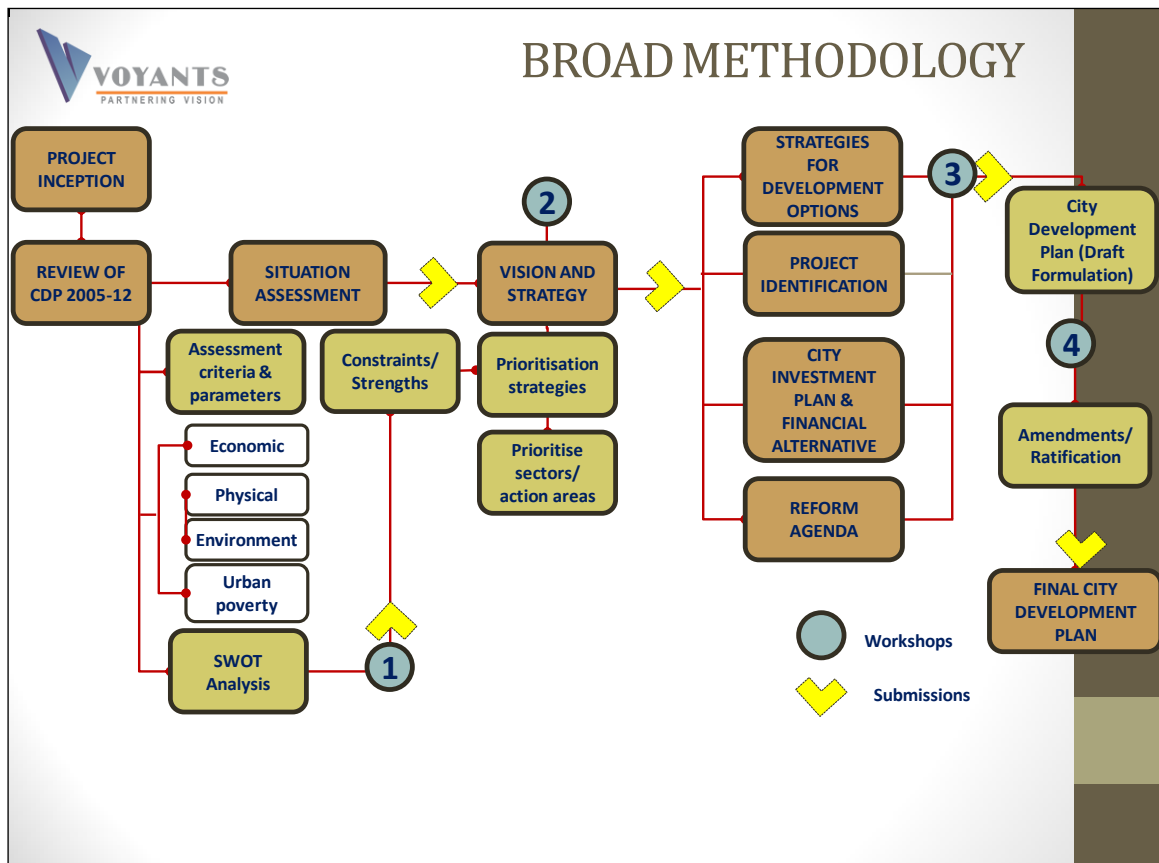 VOYANTS
PARTNERING VISION
BROAD METHODOLOGY
PROJECT
INCEPTION
REVIEW OF
CDP 2005-12
SITUATION
ASSESSMENT
2
VISION AND
STRATEGY
Assessment
criteria &
parameters
Constraints/
Strengths
Prioritisation
strategies
Prioritise
sectors/
action areas
Economic
Physical
Environment
Urban
poverty
SWOT
Analysis
1
STRATEGIES
FOR
DEVELOPMENT
OPTIONS
PROJECT
IDENTIFICATION
CITY
INVESTMENT
PLAN &
FINANCIAL
ALTERNATIVE
REFORM
AGENDA
3
City
Development
Plan (Draft
Formulation)
4
Amendments/
Ratification
FINAL CITY
DEVELOPMENT
PLAN
Workshops
Submissions